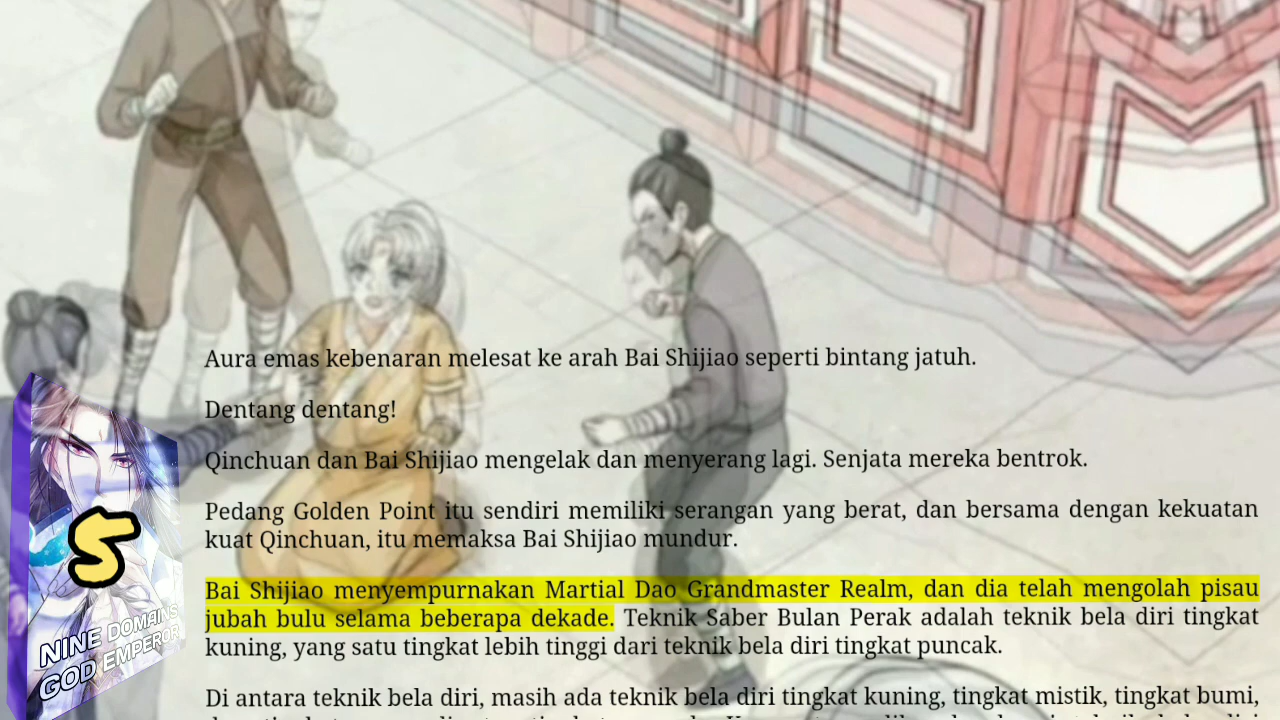 Aura emas kebenaran melesat ke arah Bai Shijiao seperti bintang jatuh.
Dentang dentang!
Qinchuan dan Bai Shijiao mengelak dan menyerang lagi. Senjata mereka bentrok.
Pedang Golden Point itu sendiri memiliki serangan yang berat, dan bersama dengan kekuatan
kuat Qinchuan, itu memaksa Bai Shijiao mundur.
Bai Shijiao menyempurnakan Martial Dao Grandmaster Realm, dan dia telah mengolah pisau
jubah bulu selama beberapa dekade. Teknik Saber Bulan Perak adalah teknik bela diri tingkat
kuning, yang satu tingkat lebih tinggi dari teknik bela diri tingkat puncak.
Di antara teknik bela diri, masih ada teknik bela diri tingkat kuning, tingkat mistik, tingkat bumi,
S
NINE DOMAINS
GOD EMPEROR